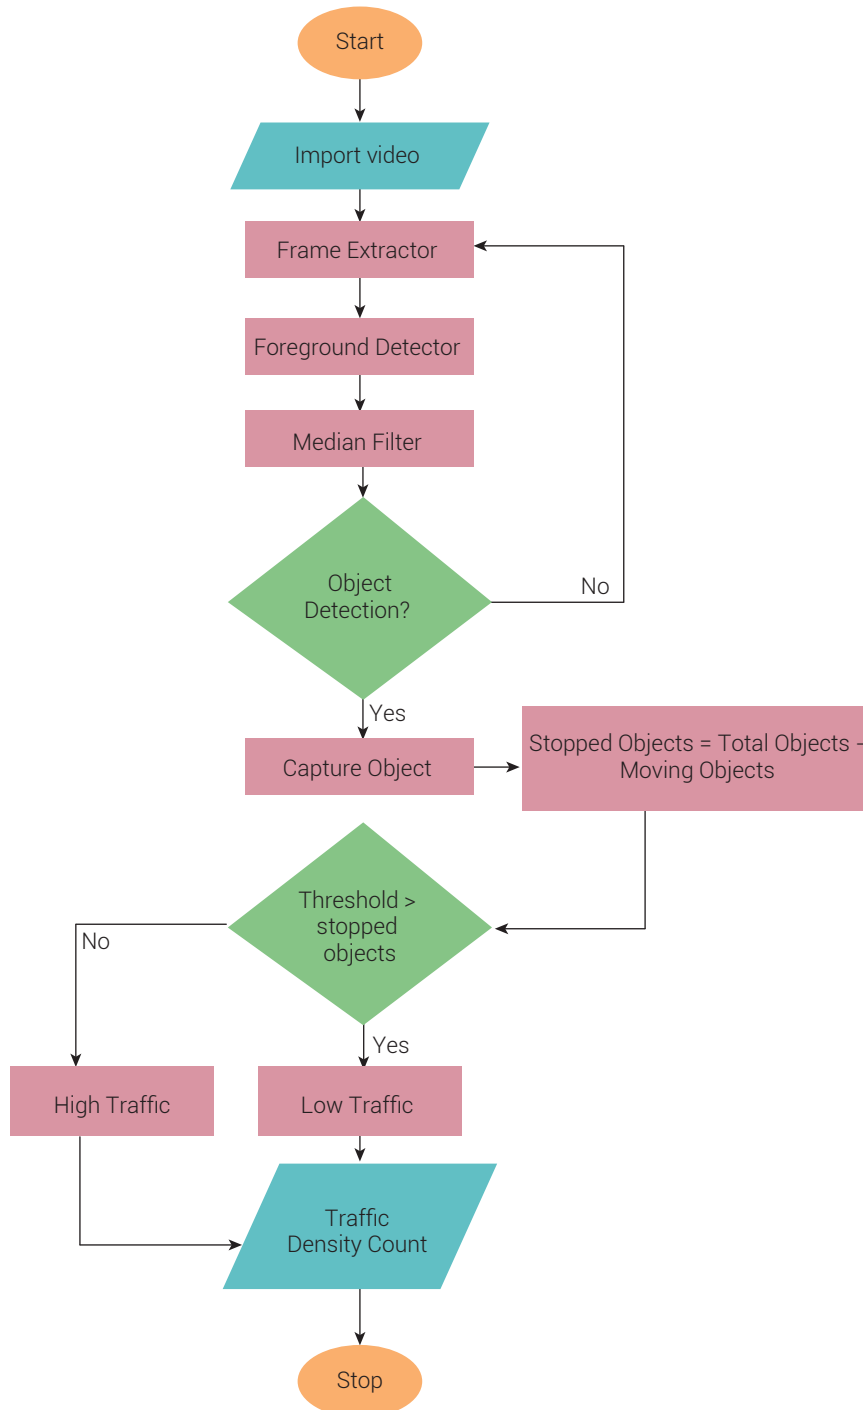 Start
Import video
Frame Extractor
Foreground Detector
Median Filter
Object
Detection?
No
Yes
Capture Object
Stopped Objects = Total Objects -
Moving Objects
Threshold >
stopped
objects
No
Yes
High Traffic
Low Traffic
Traffic
Density Count
Stop